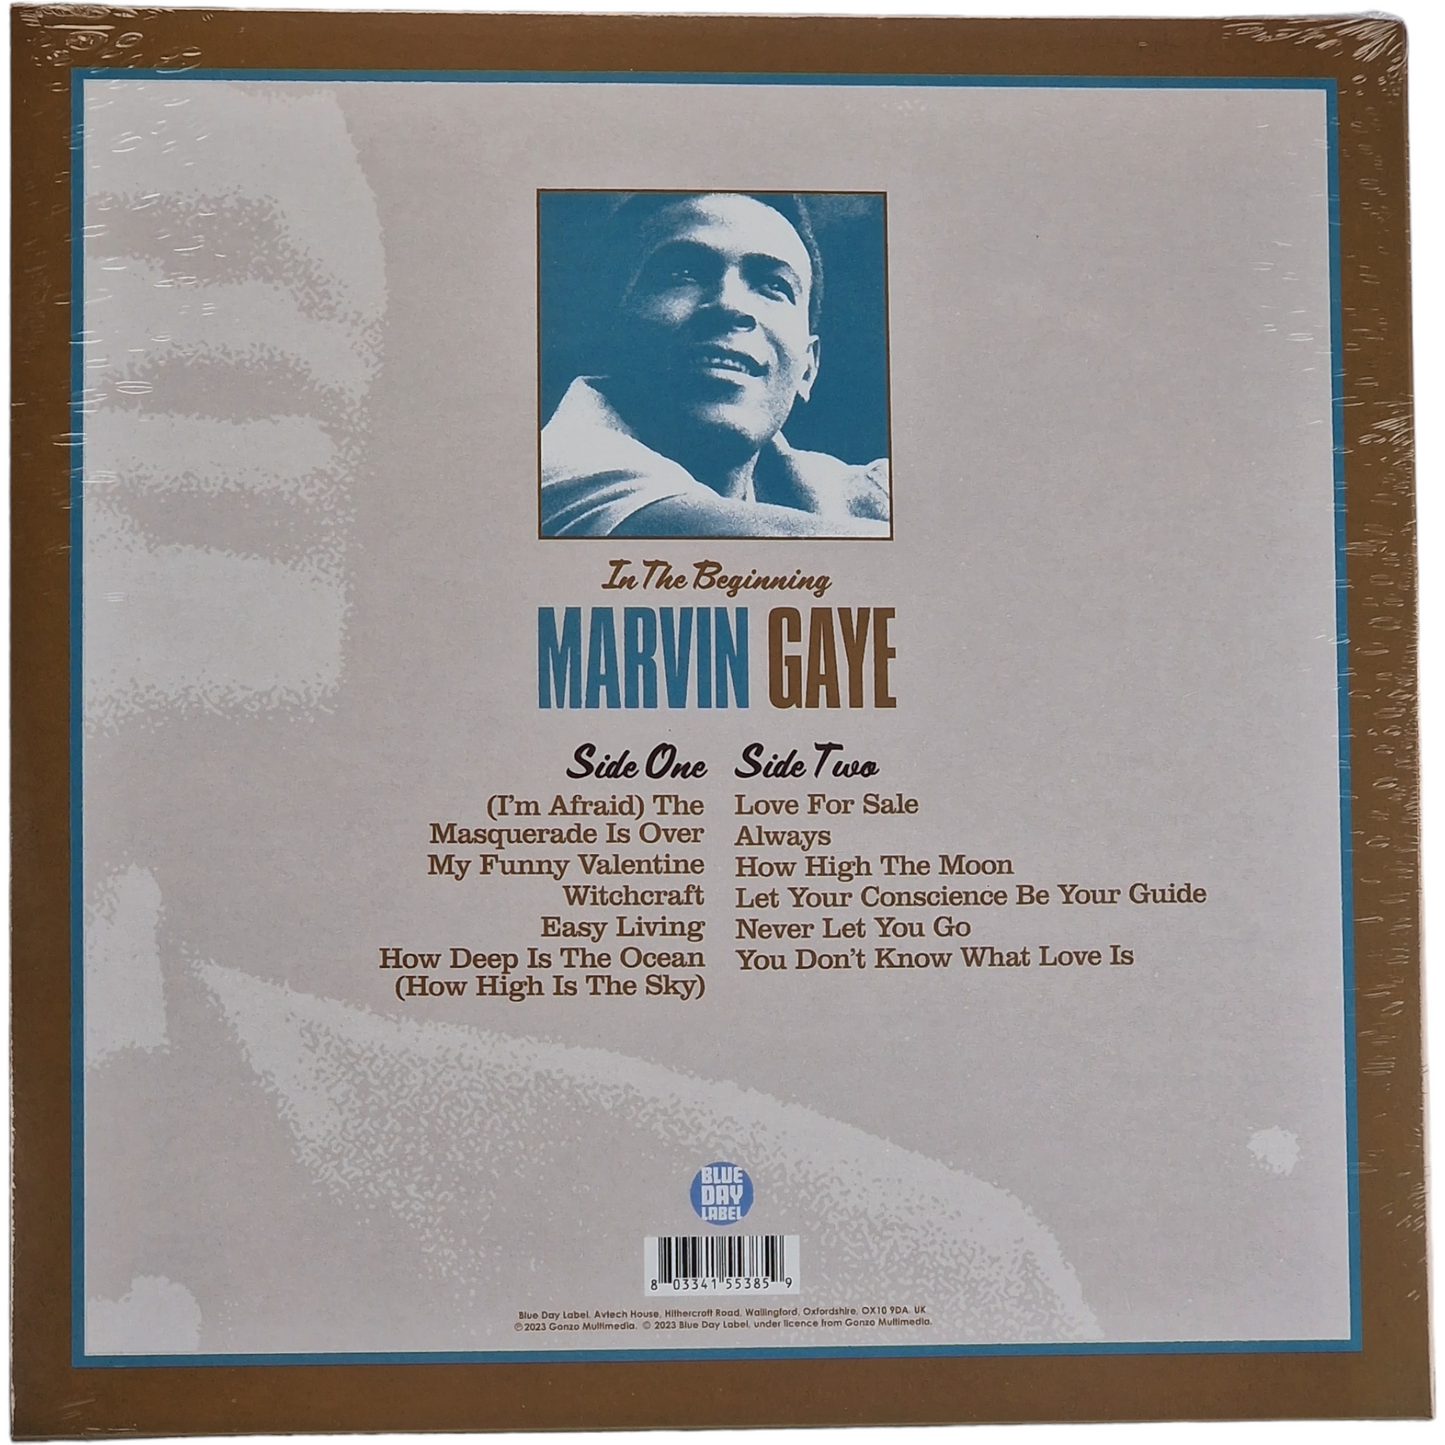 In The Beginning
MARVIN GAYE
Side One
(I'm Afraid) The
Masquerade Is Over
My Funny Valentine
Witchcraft
Easy Living
How Deep Is The Ocean
(How High Is The Sky)
Side Two
Love For Sale
Always
How High The Moon
Let Your Conscience Be Your Guide
Never Let You Go
You Don't Know What Love Is
BLUE
DAY
LABEL
8 03341 55385 9
Blue Day Label, Avtech House, Hithercroft Road, Wallingford, Oxfordshire, OX10 9DA. UK
℗ 2023 Gonzo Multimedia. © 2023 Blue Day Label, under licence from Gonzo Multimedia.